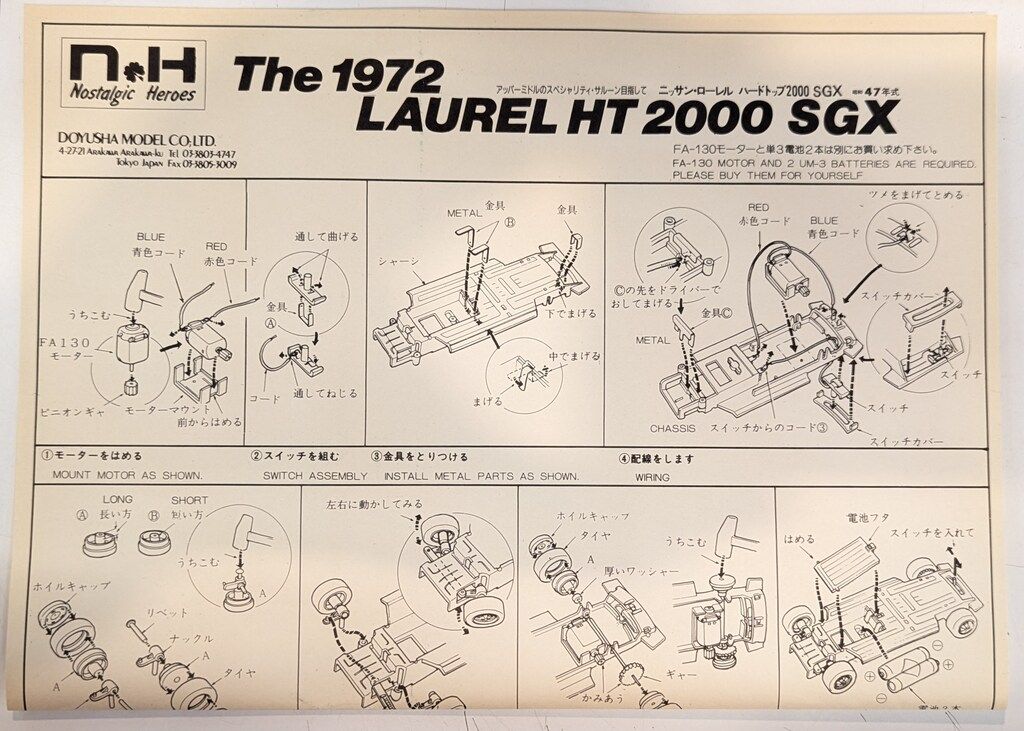 n H
Nostalgic Heroes
The 1972
アッパーミドルのスペシャリティ・サルーン目指して ニッサン・ローレル ハードトップ2000 SGX 昭和47年式
LAUREL HT 2000 SGX
DOYUSHA MODEL CO., LTD.
4-27-21 ARAKAWA ARAKAWA-KU Tel 03-3803-4747
TOKYO JAPAN FAX 03-3805-3009
FA-130モーターと単3電池2本は別にお買い求め下さい。
FA-130 MOTOR AND 2 UM-3 BATTERIES ARE REQUIRED.
PLEASE BUY THEM FOR YOURSELF
BLUE
青色コード
RED
赤色コード
うちこむ
FA130
モーター
ピニオンギヤ
モーターマウント
前からはめる
通して曲げる
金具
Ⓐ
コード
通してねじる
METAL
金具
Ⓑ
金具
シャーシ
下でまげる
中でまげる
まげる
RED
赤色コード
BLUE
青色コード
ツメをまげてとめる
Ⓒの先をドライバーで
おしてまげる
金具Ⓒ
METAL
スイッチカバー
スイッチ
スイッチ
CHASSIS
スイッチからのコード③
スイッチカバー
①モーターをはめる
MOUNT MOTOR AS SHOWN.
②スイッチを組む
SWITCH ASSEMBLY
③金具をとりつける
INSTALL METAL PARTS AS SHOWN.
④配線をします
WIRING
LONG
Ⓐ 長い方
SHORT
Ⓑ 短い方
うちこむ
A
ホイルキャップ
リベット
ナックル
A
A
タイヤ
左右に動かしてみる
ホイルキャップ
タイヤ
A
厚いワッシャー
うちこむ
ギャー
かみあう
電池フタ
はめる
スイッチを入れて
⊖
⊕
⊕
⊖